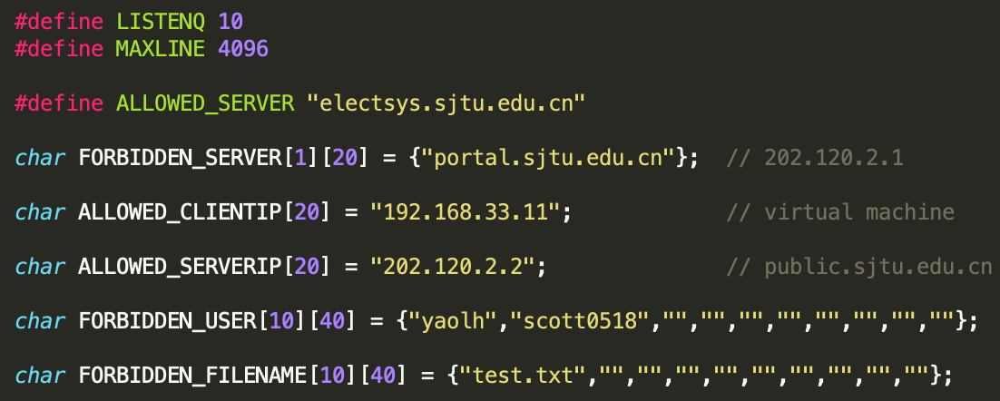 #define LISTENQ 10
#define MAXLINE 4096
#define ALLOWED_SERVER "electsys.sjtu.edu.cn"
char FORBIDDEN_SERVER[1][20] = {"portal.sjtu.edu.cn"};  // 202.120.2.1
char ALLOWED_CLIENTIP[20] = "192.168.33.11";            // virtual machine
char ALLOWED_SERVERIP[20] = "202.120.2.2";              // public.sjtu.edu.cn
char FORBIDDEN_USER[10][40] = {"yaolh","scott0518","","","","","","","",""};
char FORBIDDEN_FILENAME[10][40] = {"test.txt","","","","","","","","",""};